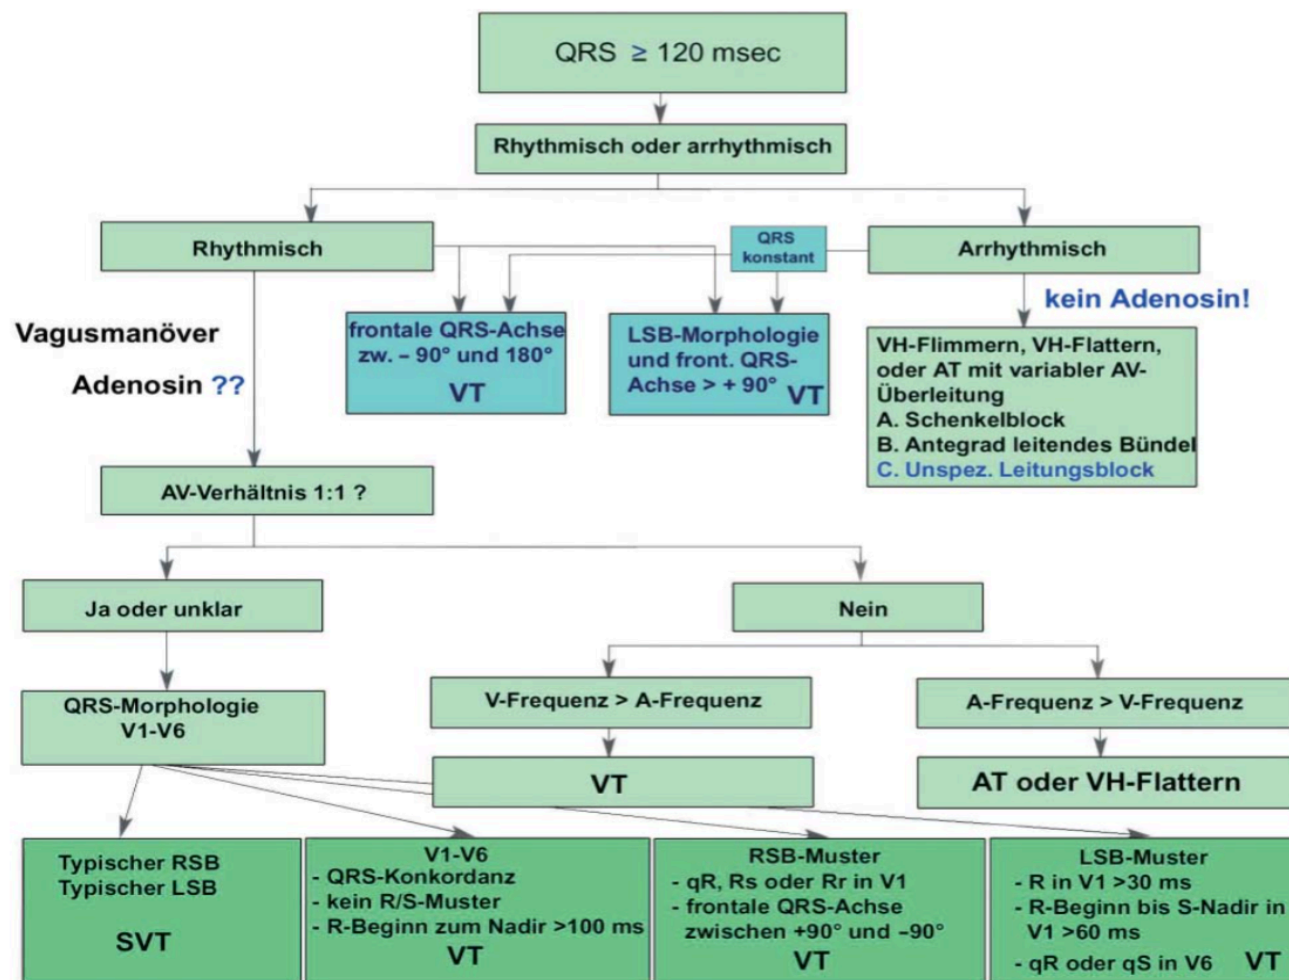 QRS ≥ 120 msec
Rhythmisch oder arrhythmisch
Rhythmisch
QRS
konstant
Arrhythmisch
kein Adenosin!
Vagusmanöver
Adenosin ??
frontale QRS-Achse
zw. – 90° und 180°
VT
LSB-Morphologie
und front. QRS-
Achse > + 90° VT
VH-Flimmern, VH-Flattern,
oder AT mit variabler AV-
Überleitung
A. Schenkelblock
B. Antegrad leitendes Bündel
C. Unspez. Leitungsblock
AV-Verhältnis 1:1 ?
Ja oder unklar
Nein
QRS-Morphologie
V1-V6
V-Frequenz > A-Frequenz
A-Frequenz > V-Frequenz
VT
AT oder VH-Flattern
Typischer RSB
Typischer LSB
SVT
V1-V6
- QRS-Konkordanz
- kein R/S-Muster
- R-Beginn zum Nadir >100 ms
VT
RSB-Muster
- qR, Rs oder Rr in V1
- frontale QRS-Achse
zwischen +90° und –90°
VT
LSB-Muster
- R in V1 >30 ms
- R-Beginn bis S-Nadir in
V1 >60 ms
- qR oder qS in V6 VT